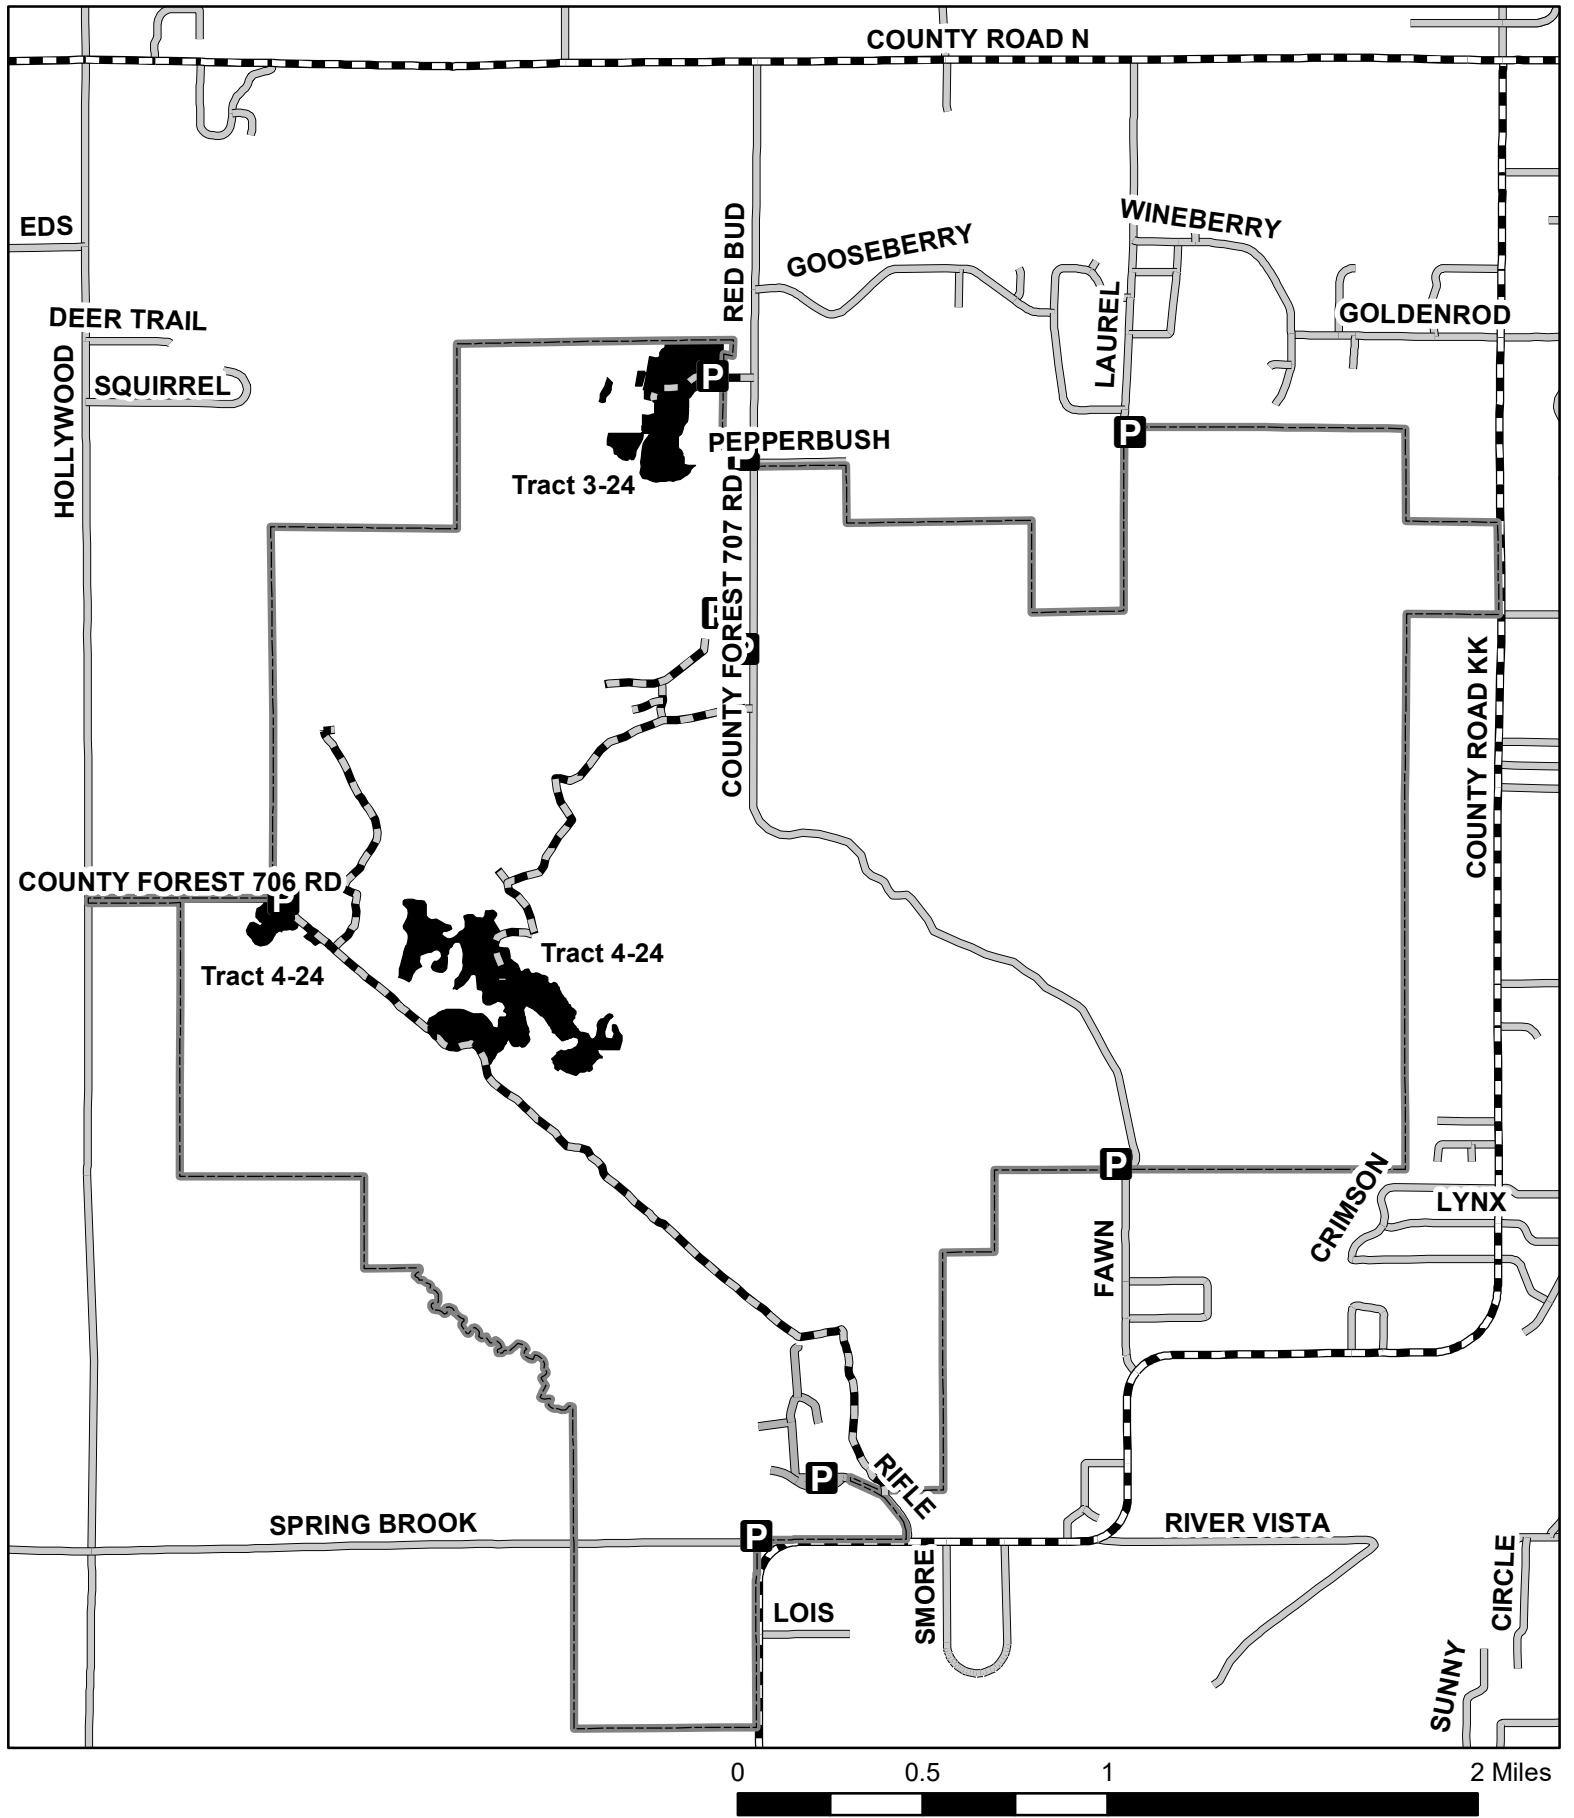 COUNTY ROAD N
EDS
RED BUD
GOOSEBERRY
WINEBERRY
DEER TRAIL
GOLDENROD
LAUREL
SQUIRREL
HOLLYWOOD
P
P
PEPPERBUSH
P
Tract 3-24
COUNTY FOREST 707 RD
P
P
COUNTY ROAD KK
COUNTY FOREST 706 RD
P
Tract 4-24
Tract 4-24
P
CRIMSON
LYNX
FAWN
RIFLE
P
SPRING BROOK
P
RIVER VISTA
SMORE
CIRCLE
LOIS
SUNNY
0 0.5 1 2 Miles